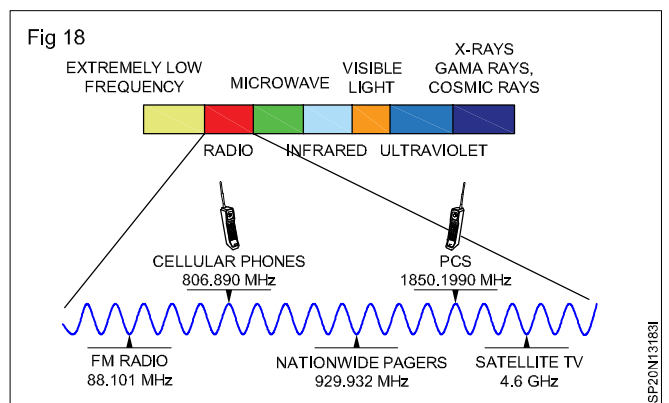 Fig 18
EXTREMELY LOW
FREQUENCY
MICROWAVE
VISIBLE
LIGHT
X-RAYS
GAMA RAYS,
COSMIC RAYS
RADIO
INFRARED
ULTRAVIOLET
CELLULAR PHONES
806.890 MHz
PCS
1850.1990 MHz
FM RADIO
88.101 MHz
NATIONWIDE PAGERS
929.932 MHz
SATELLITE TV
4.6 GHz
SP20N13183I